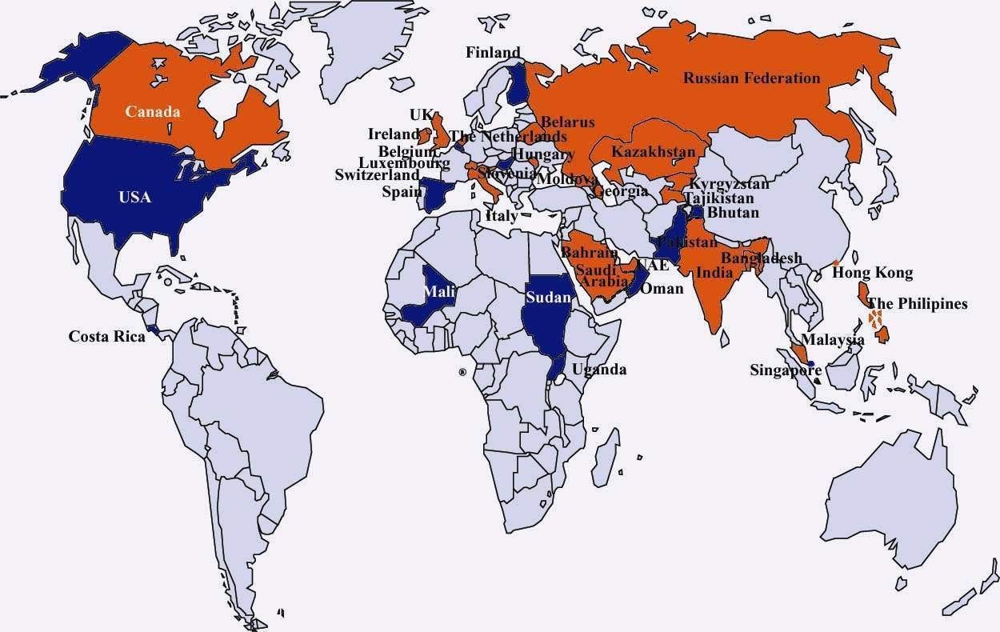 Finland
Russian Federation
Canada
UK
Belarus
Ireland
The Netherlands
Belgium
Hungary
Kazakhstan
Luxembourg
Switzerland
Slovenia
Moldova
Kyrgyzstan
USA
Spain
Georgia
Tajikistan
Italy
Bhutan
Pakistan
Bahrain
Bangladesh
UAE
Saudi
Arabia
India
Hong Kong
Mali
Sudan
Oman
The Philipines
Costa Rica
Malaysia
Uganda
Singapore